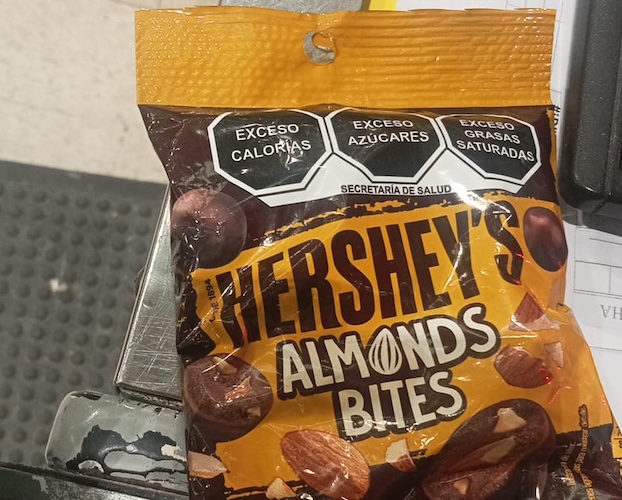 EXCESO
CALORÍAS
EXCESO
AZÚCARES
EXCESO
GRASAS
SATURADAS
SECRETARÍA DE SALUD
HERSHEY'S
ALMONDS
BITES